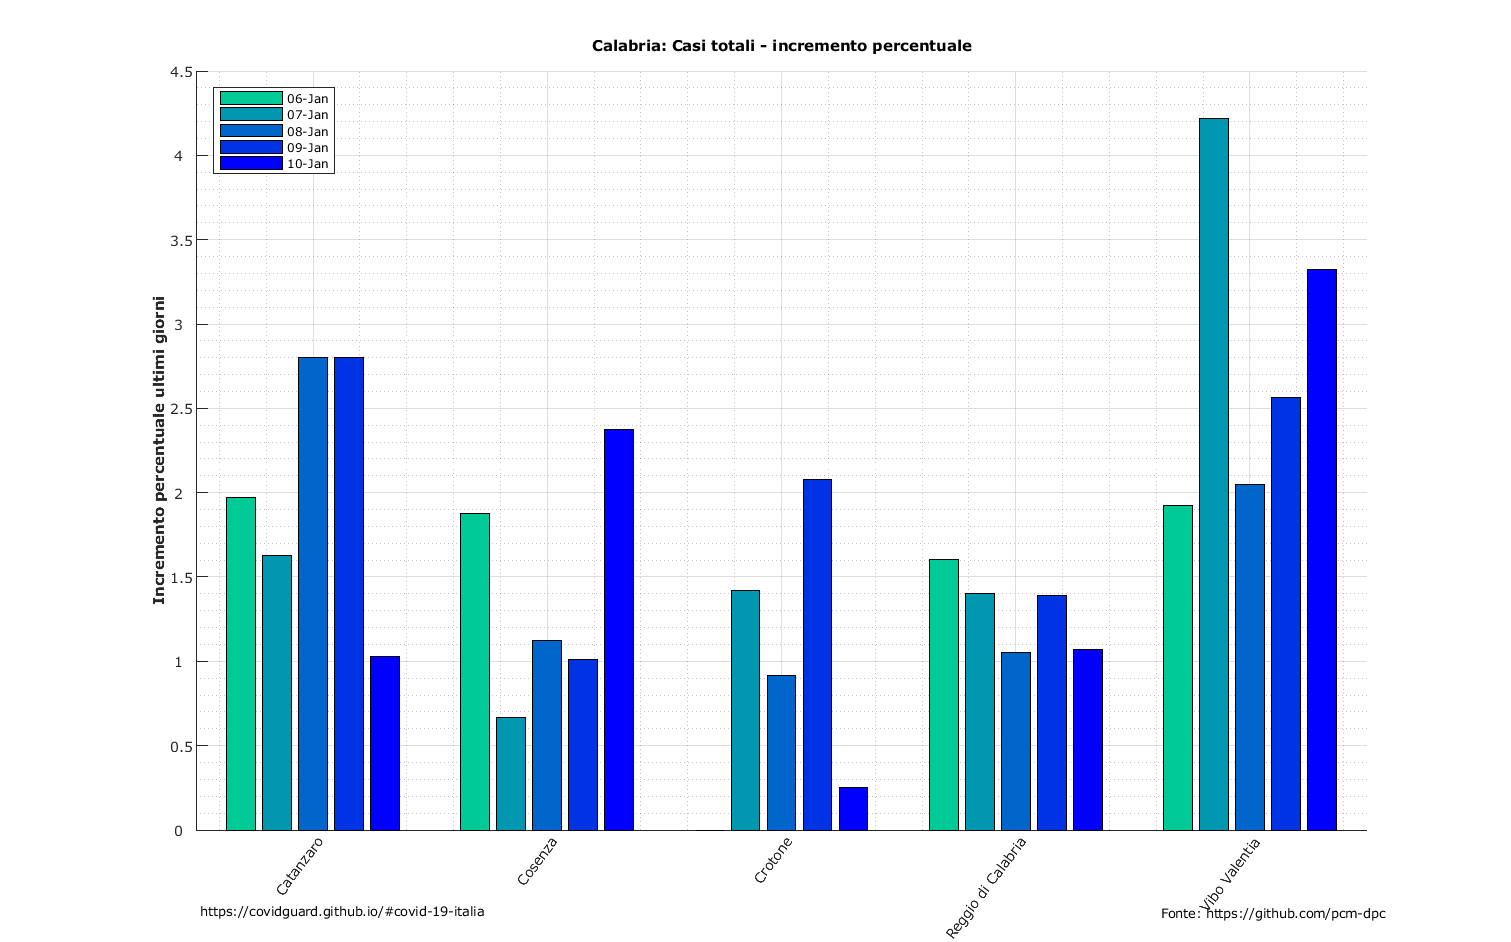 Calabria: Casi totali - incremento percentuale
4.5
4
3.5
3
2.5
2
1.5
1
0.5
0
Incremento percentuale ultimi giorni
06-Jan
07-Jan
08-Jan
09-Jan
10-Jan
Catanzaro
Cosenza
Crotone
Reggio di Calabria
Vibo Valentia
https://covidguard.github.io/#covid-19-italia
Fonte: https://github.com/pcm-dpc